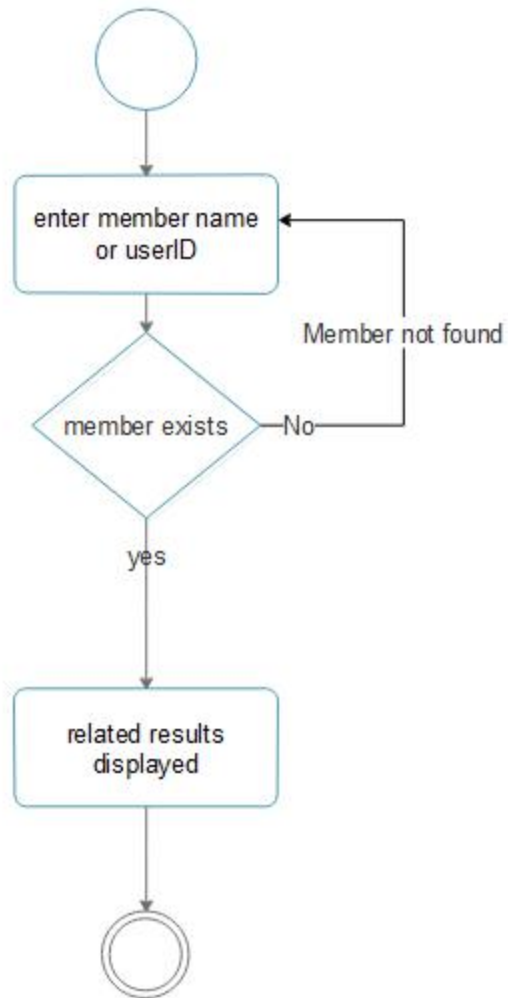 enter member name
or userID
Member not found
member exists
No
yes
related results
displayed